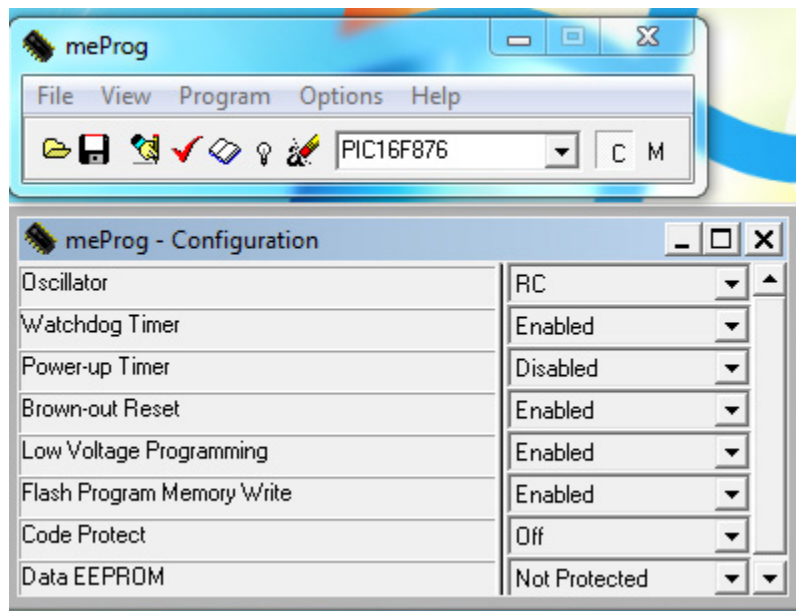 meProg
File View Program Options Help
PIC16F876 C M
meProg - Configuration
Oscillator RC
Watchdog Timer Enabled
Power-up Timer Disabled
Brown-out Reset Enabled
Low Voltage Programming Enabled
Flash Program Memory Write Enabled
Code Protect Off
Data EEPROM Not Protected